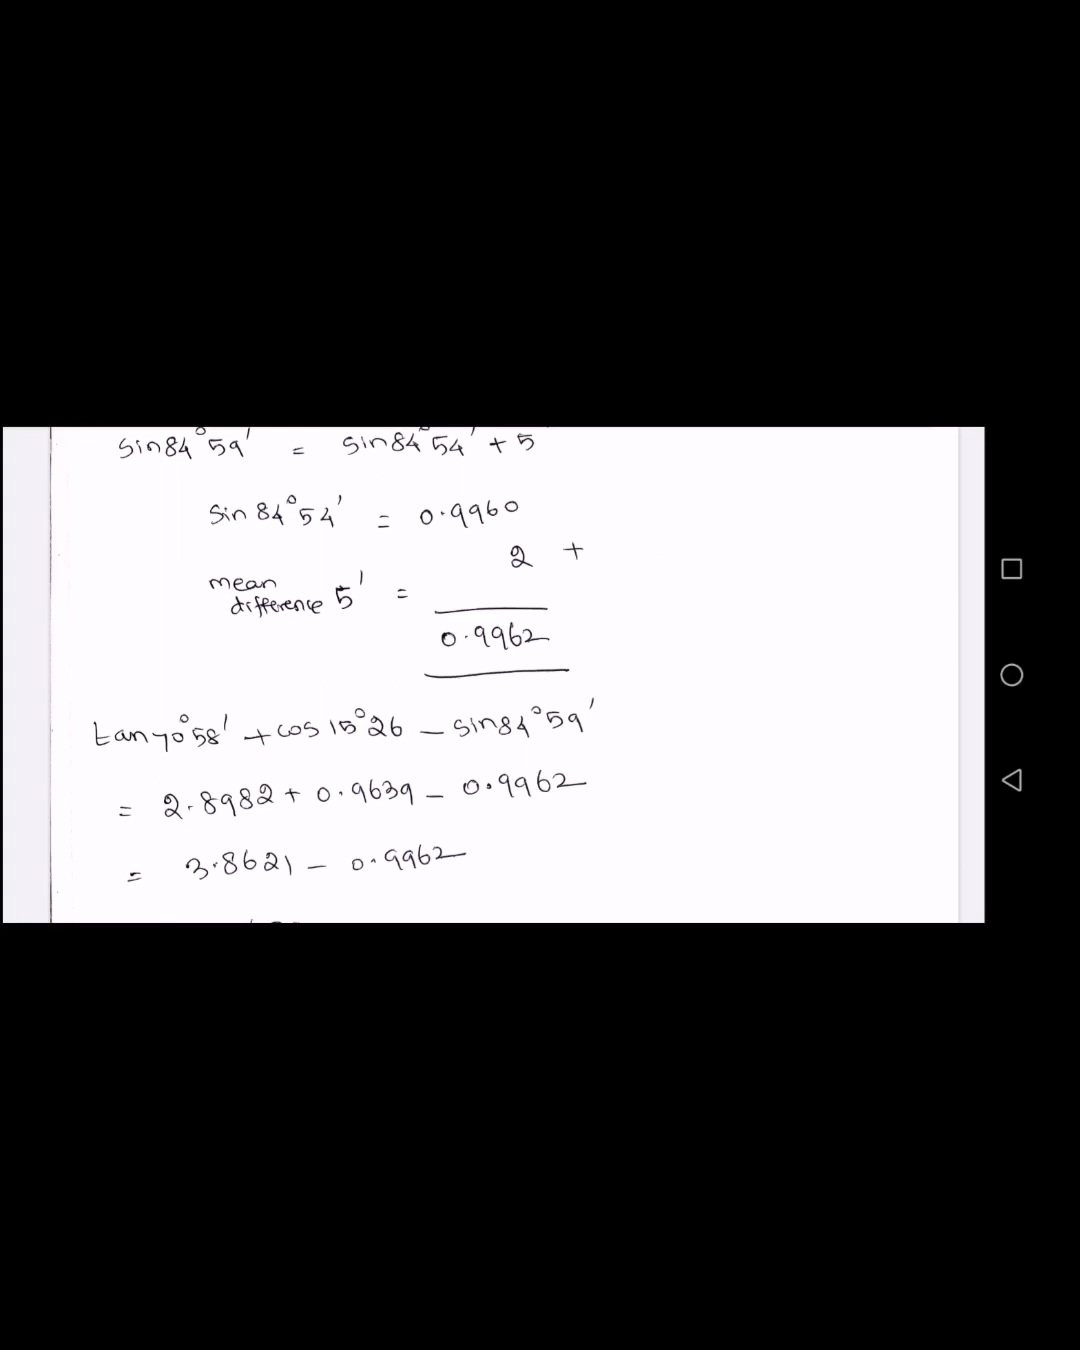 sin84°59' = sin84°54' + 5
sin 84°54' = 0.9960
2 +
mean
difference 5' =
0.9962
tan70°58' + cos 15°26 - sin84°59'
= 2.8982 + 0.9639 - 0.9962
= 3.8621 - 0.9962